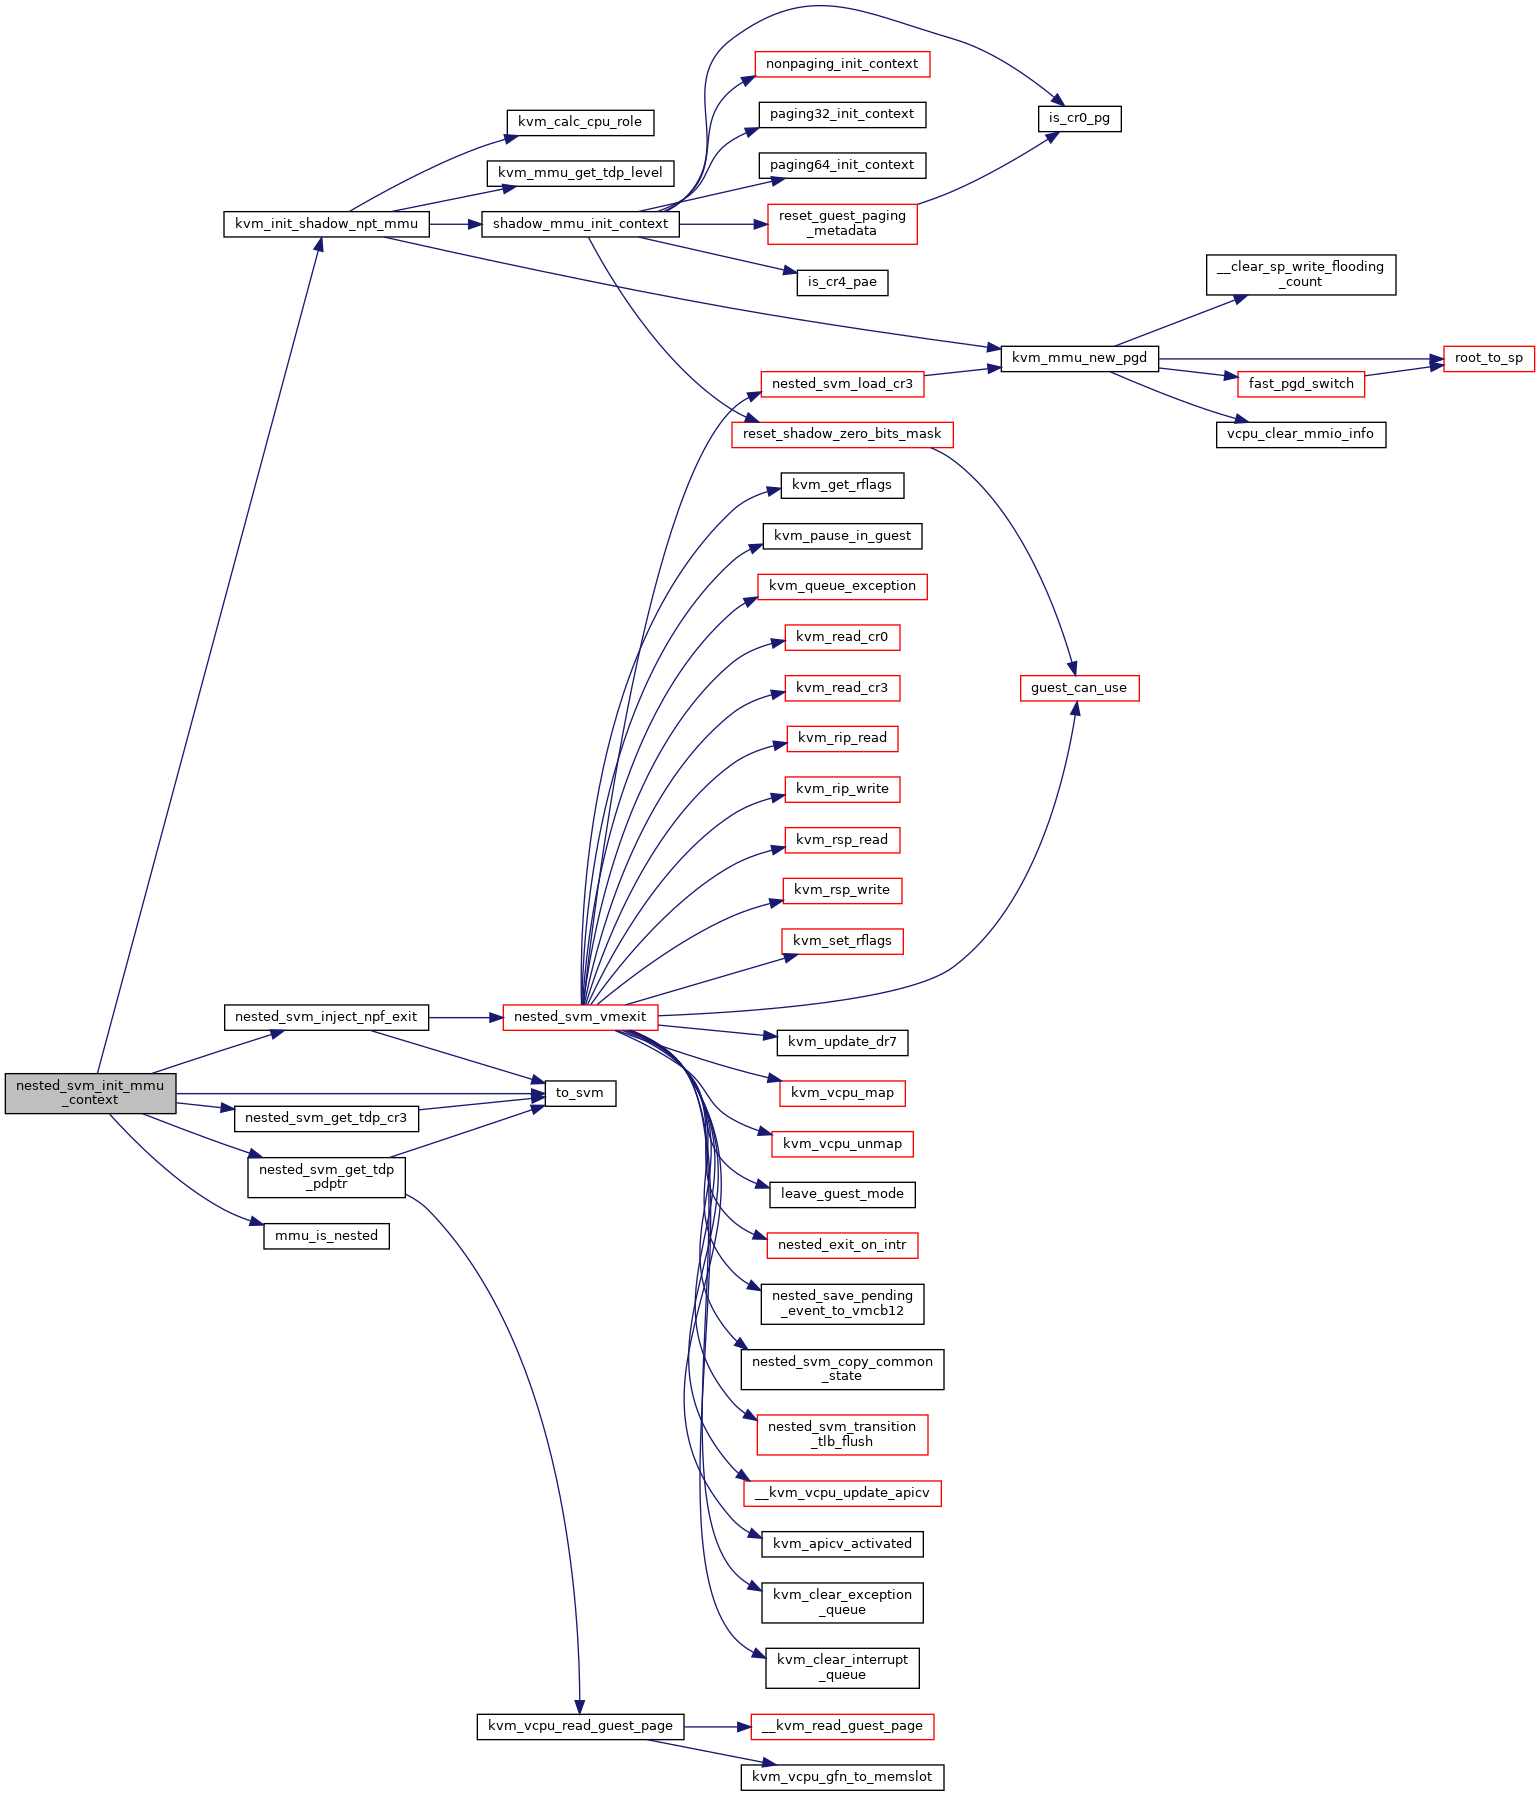 nonpaging_init_context
kvm_calc_cpu_role
paging32_init_context
is_cr0_pg
kvm_mmu_get_tdp_level
paging64_init_context
kvm_init_shadow_npt_mmu
shadow_mmu_init_context
reset_guest_paging
_metadata
is_cr4_pae
__clear_sp_write_flooding
_count
kvm_mmu_new_pgd
root_to_sp
nested_svm_load_cr3
fast_pgd_switch
reset_shadow_zero_bits_mask
vcpu_clear_mmio_info
kvm_get_rflags
kvm_pause_in_guest
kvm_queue_exception
kvm_read_cr0
kvm_read_cr3
guest_can_use
kvm_rip_read
kvm_rip_write
kvm_rsp_read
kvm_rsp_write
kvm_set_rflags
nested_svm_inject_npf_exit
nested_svm_vmexit
kvm_update_dr7
nested_svm_init_mmu
_context
to_svm
kvm_vcpu_map
nested_svm_get_tdp_cr3
kvm_vcpu_unmap
nested_svm_get_tdp
_pdptr
leave_guest_mode
mmu_is_nested
nested_exit_on_intr
nested_save_pending
_event_to_vmcb12
nested_svm_copy_common
_state
nested_svm_transition
_tlb_flush
__kvm_vcpu_update_apicv
kvm_apicv_activated
kvm_clear_exception
_queue
kvm_clear_interrupt
_queue
kvm_vcpu_read_guest_page
__kvm_read_guest_page
kvm_vcpu_gfn_to_memslot